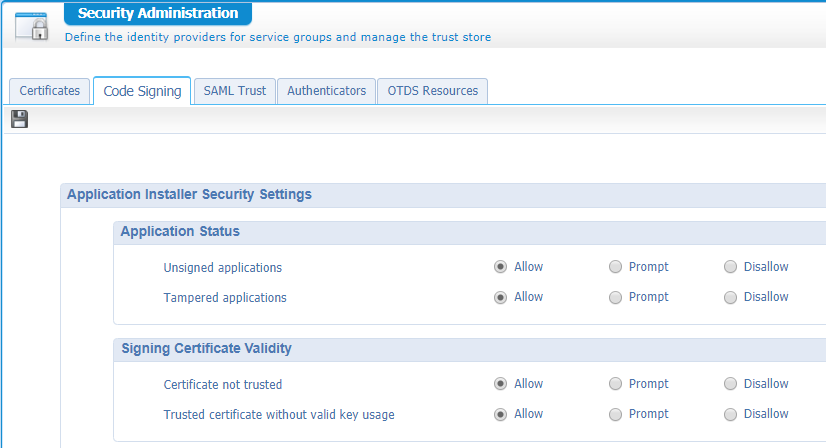 Security Administration
Define the identity providers for service groups and manage the trust store
Certificates Code Signing SAML Trust Authenticators OTDS Resources
Application Installer Security Settings
Application Status
Unsigned applications Allow Prompt Disallow
Tampered applications Allow Prompt Disallow
Signing Certificate Validity
Certificate not trusted Allow Prompt Disallow
Trusted certificate without valid key usage Allow Prompt Disallow